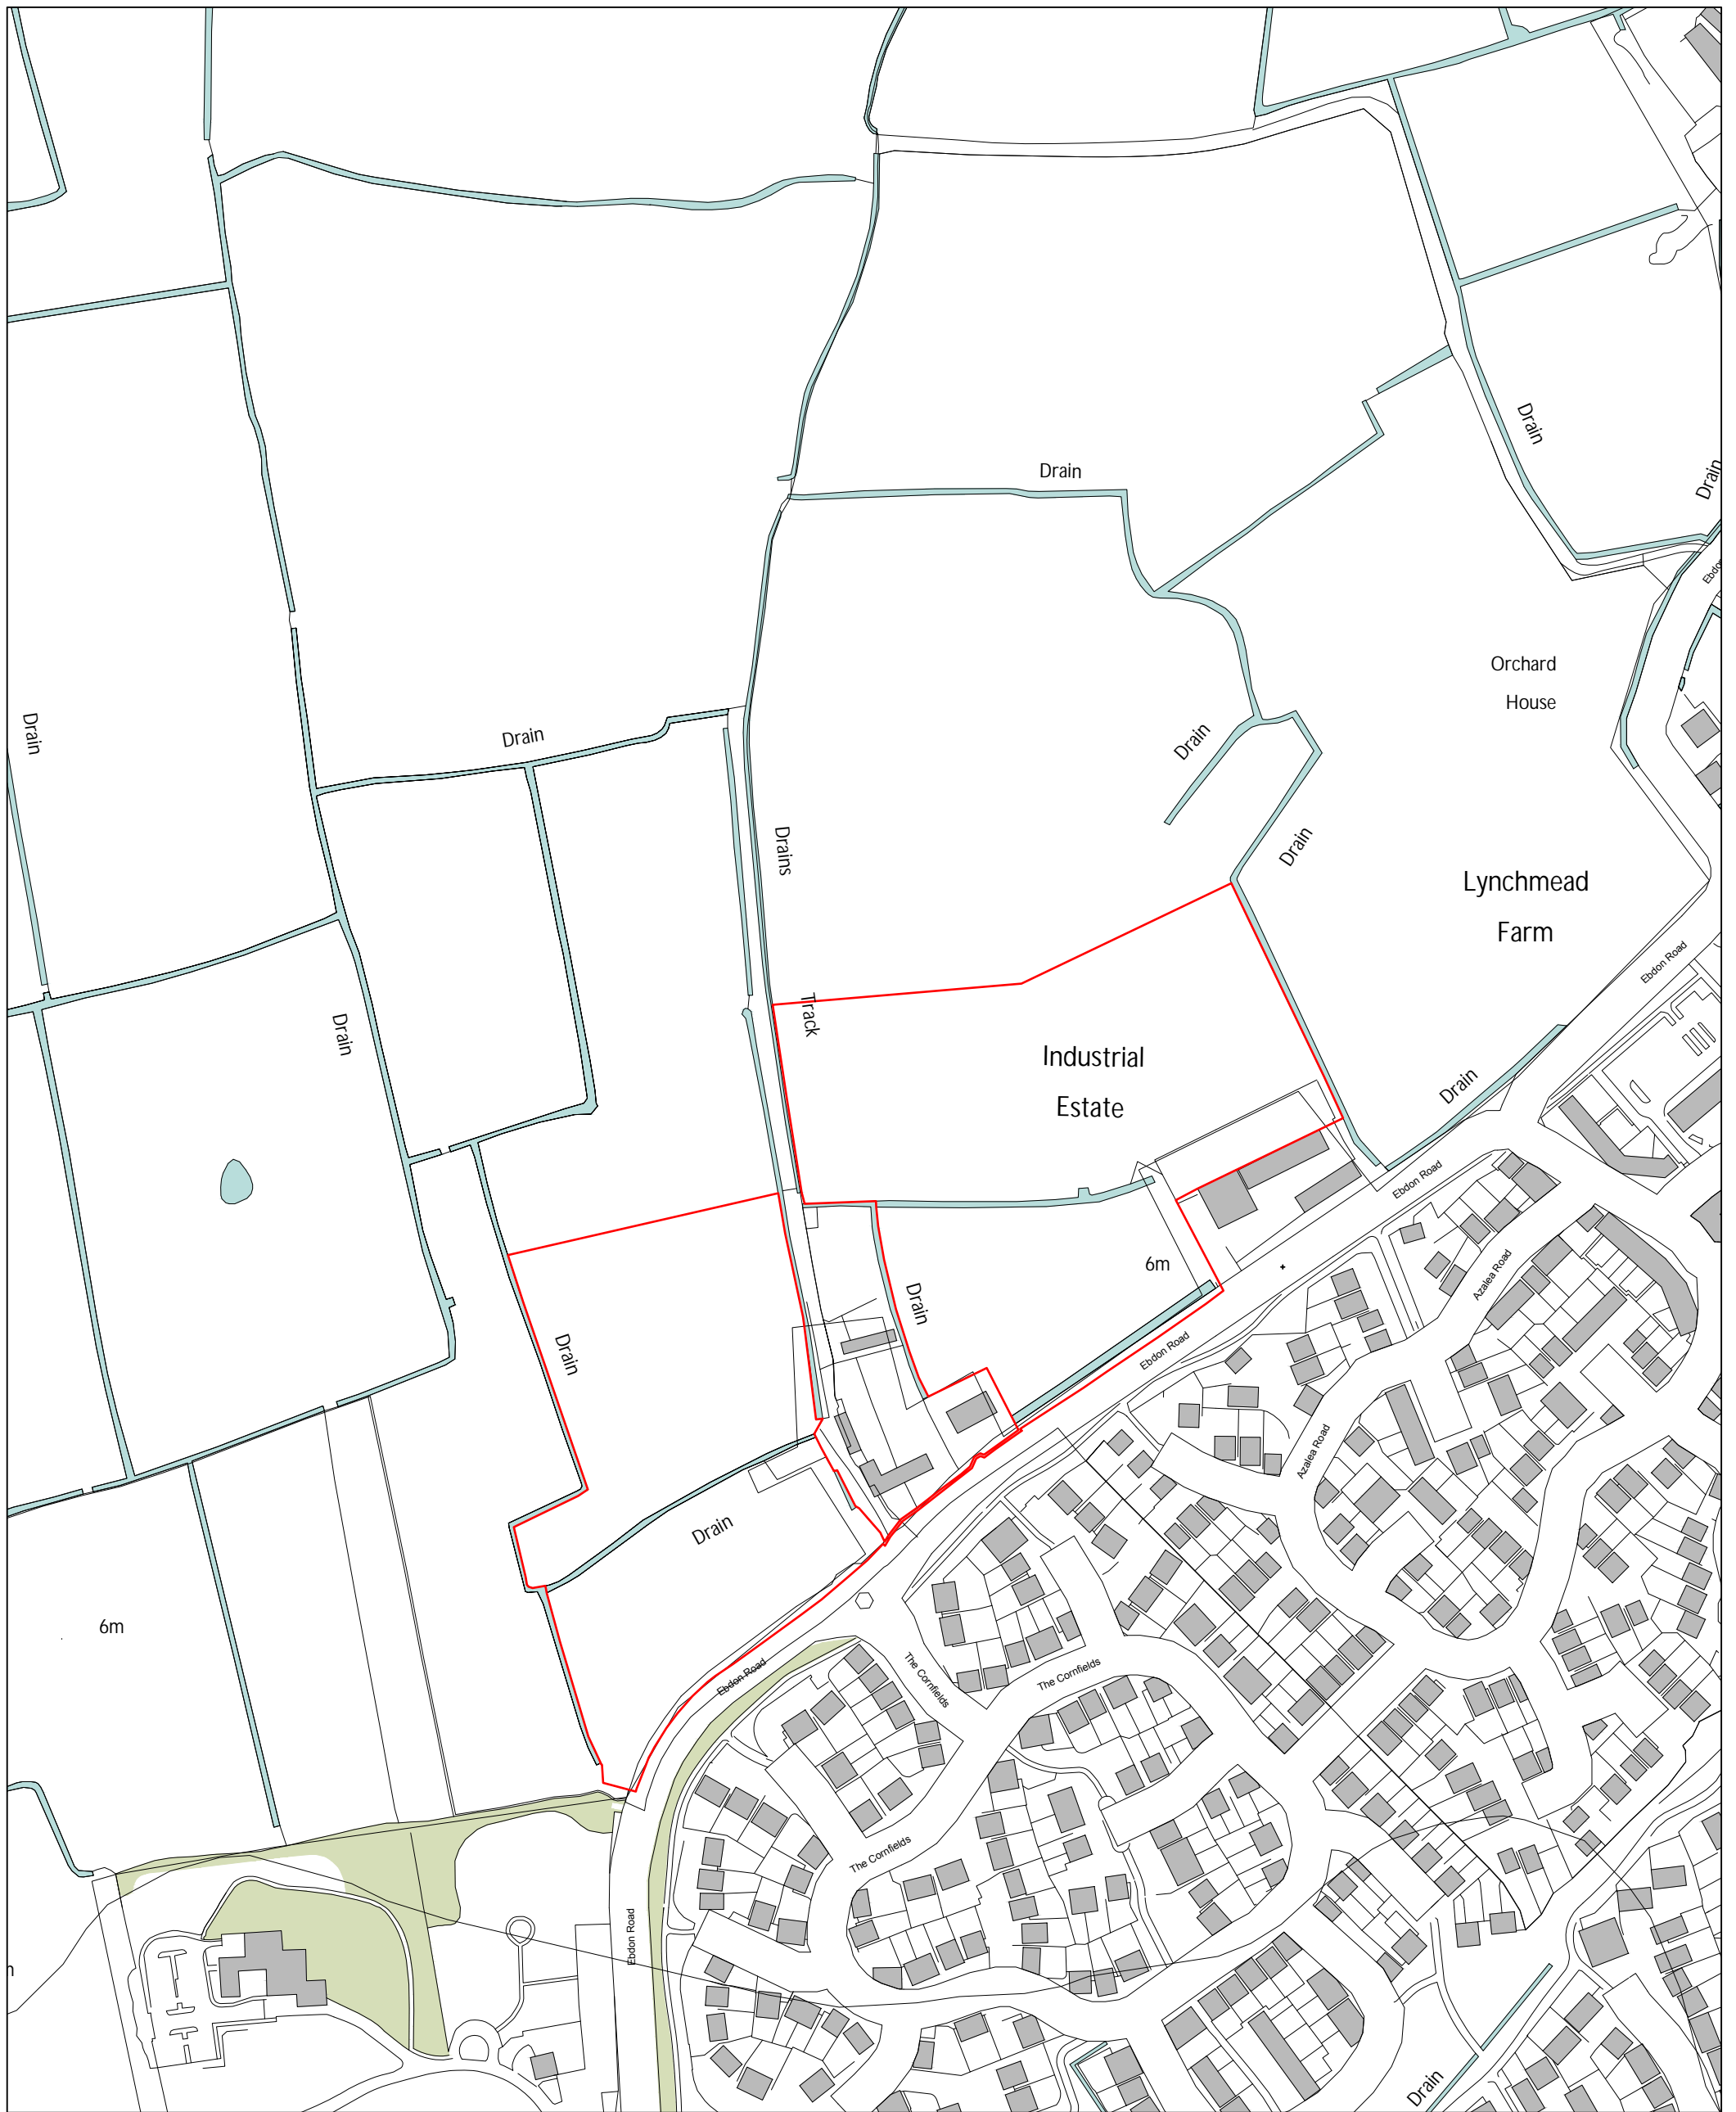 Drain
Drain
Drain
Ebdon
Orchard
House
Drain
Drain
Drain
Drains
Drain
Lynchmead
Farm
Ebdon Road
Track
Drain
Industrial
Estate
Drain
Ebdon Road
6m
Azalea Road
Drain
Drain
Ebdon Road
Azalea Road
Drain
6m
Ebdon Road
The Cornfields
The Cornfields
The Cornfields
Ebdon Road
Drain